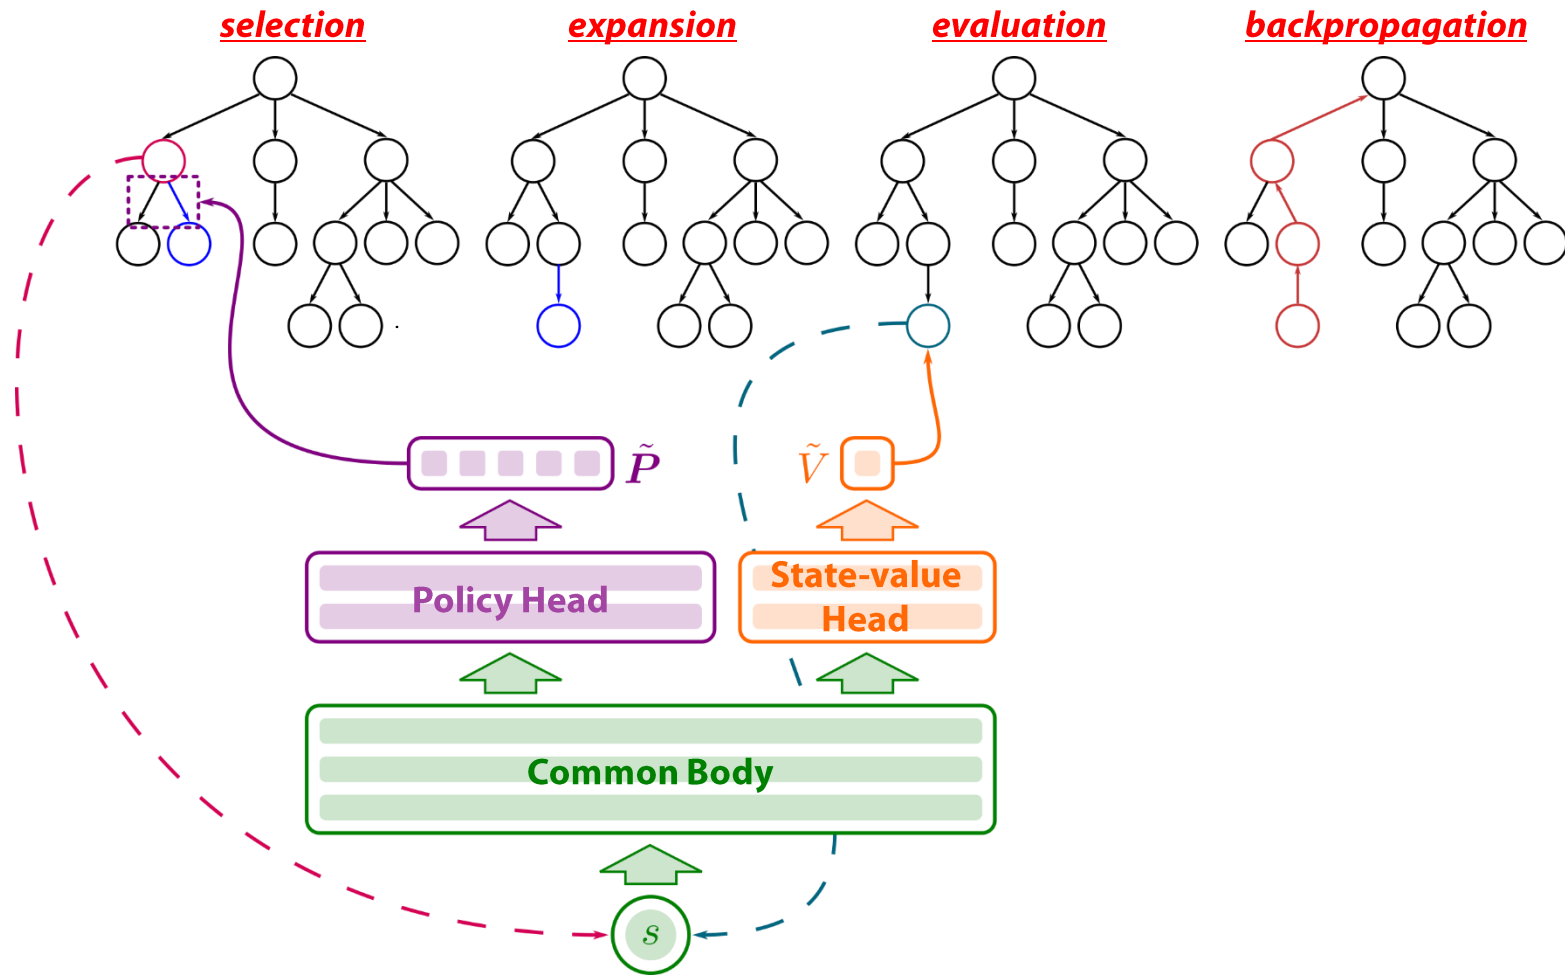 selection expansion evaluation backpropagation
P̃
Ṽ
Policy Head
State-value
Head
Common Body
s